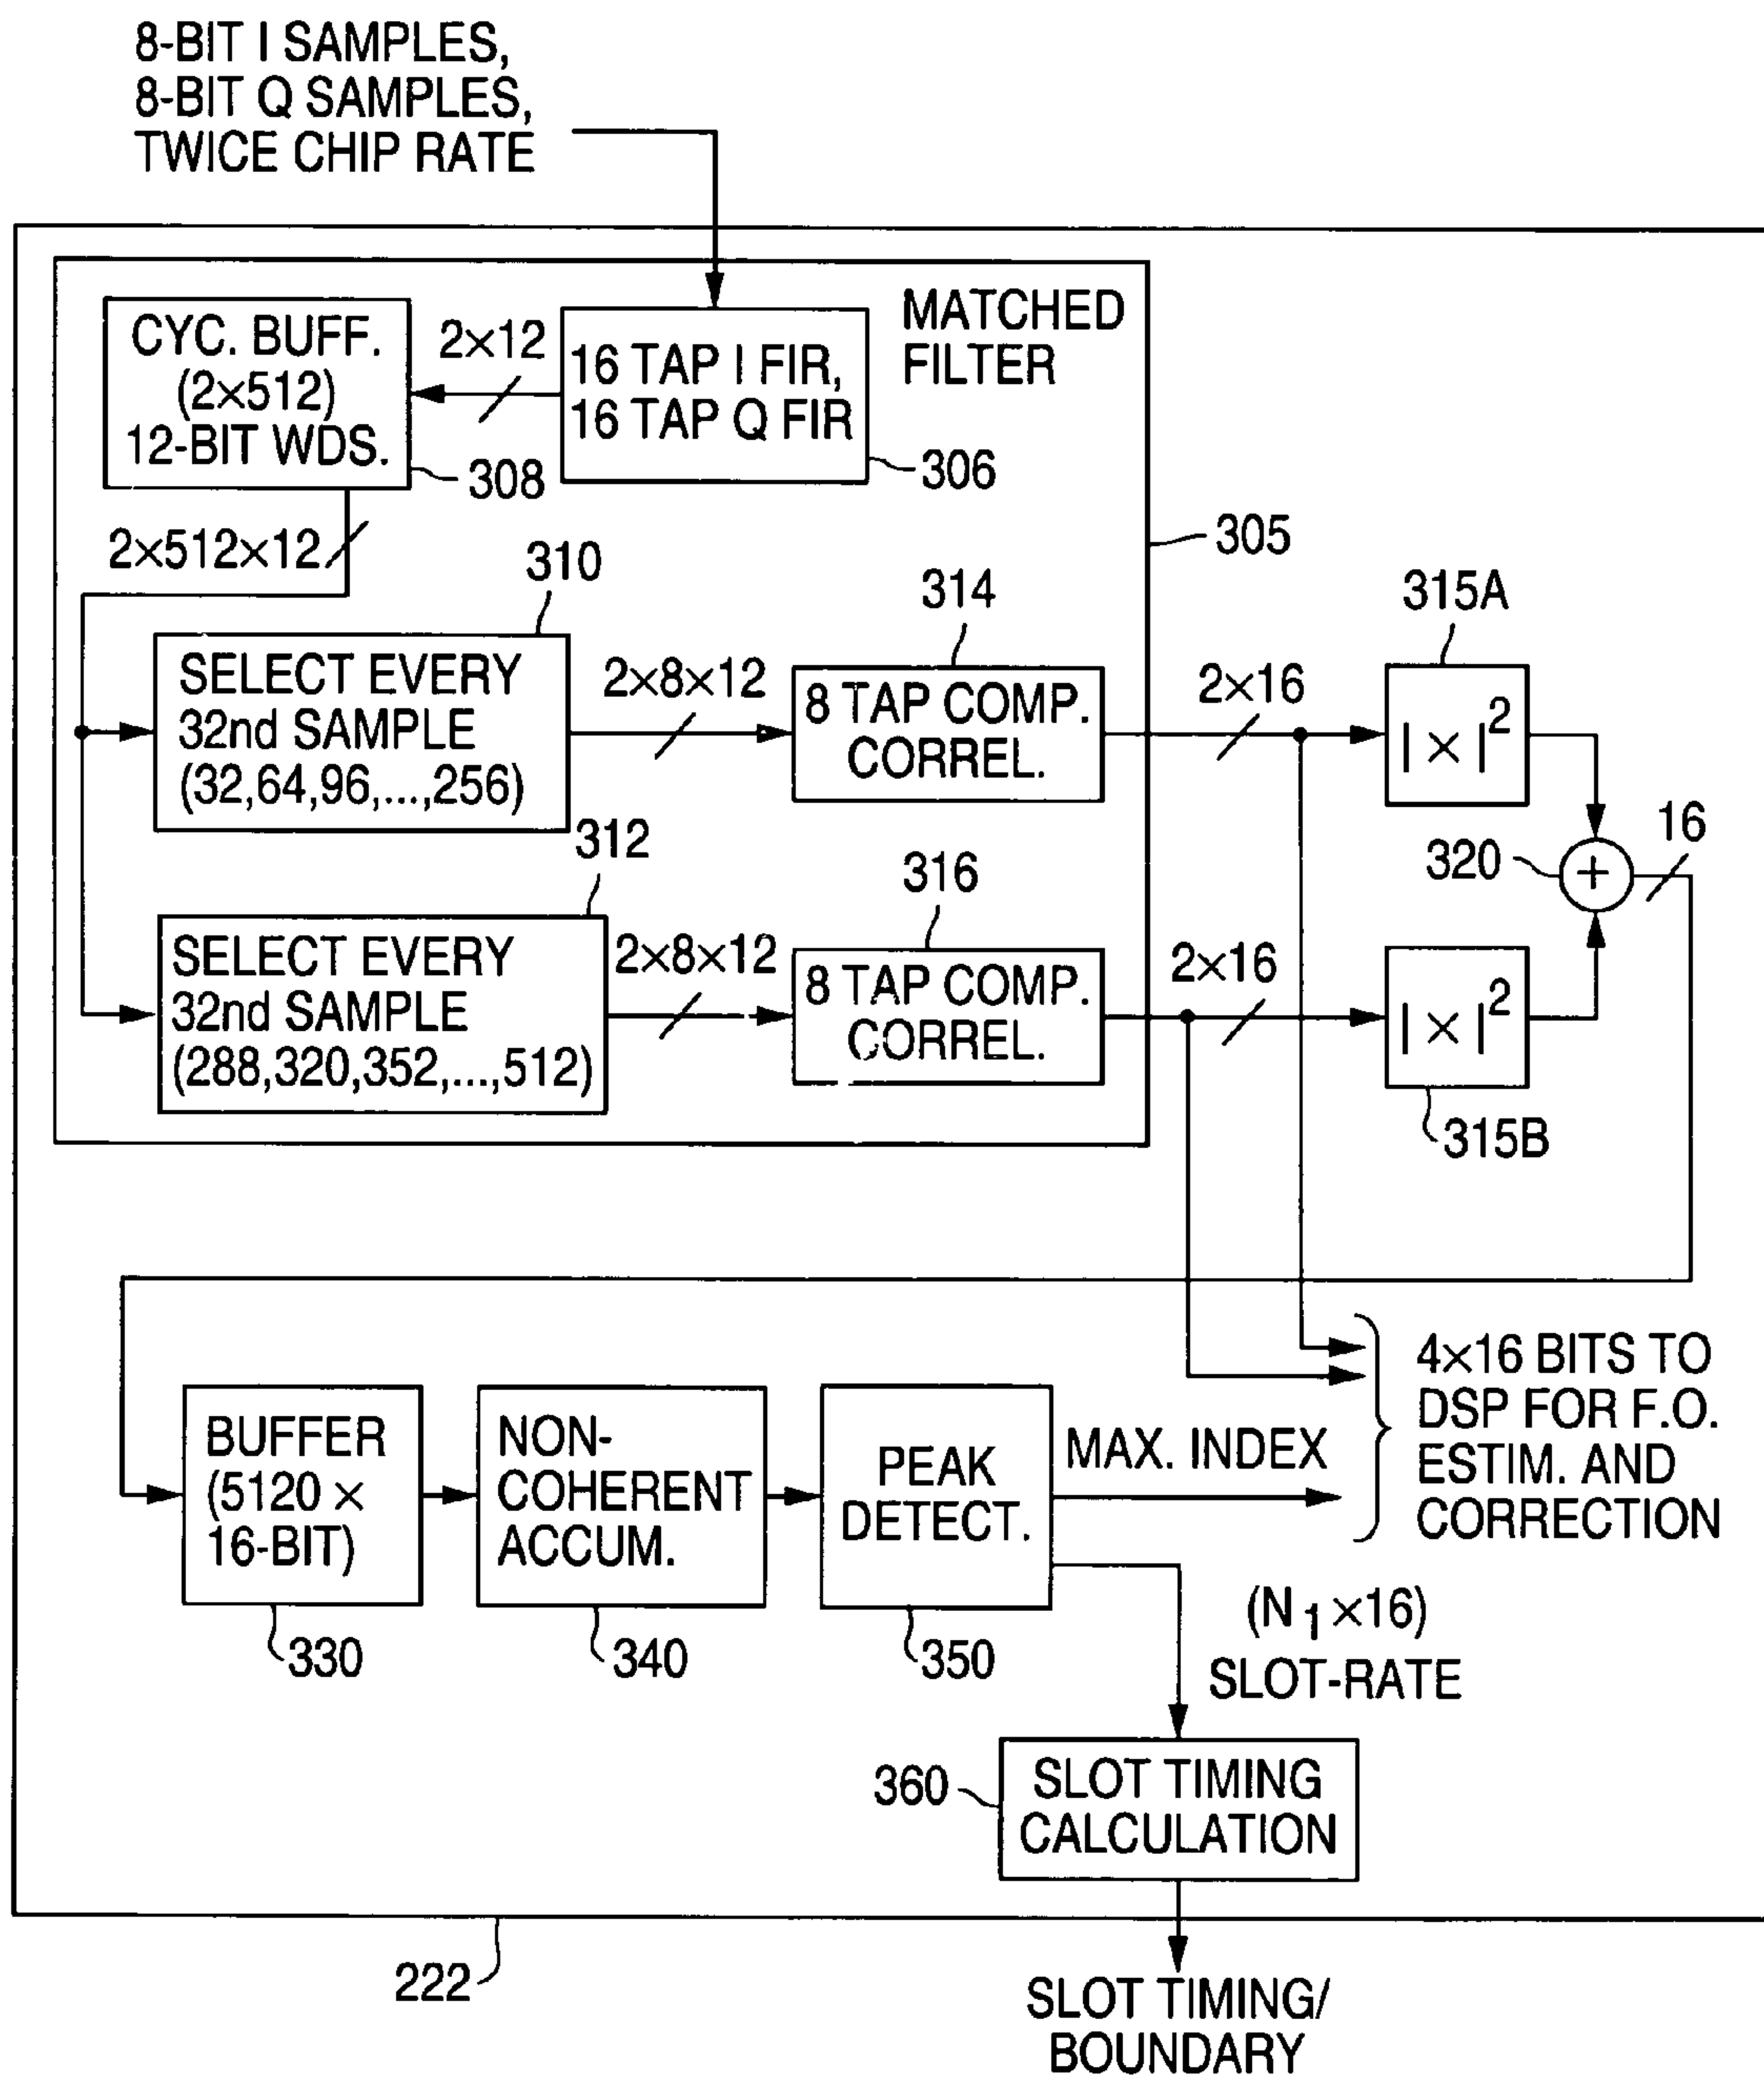 8-BIT I SAMPLES,
8-BIT Q SAMPLES,
TWICE CHIP RATE
MATCHED
FILTER
CYC. BUFF.
(2×512)
12-BIT WDS.
2×12
16 TAP I FIR,
16 TAP Q FIR
308
306
2×512×12
305
310
SELECT EVERY
32nd SAMPLE
(32,64,96,...,256)
2×8×12
314
8 TAP COMP.
CORREL.
2×16
315A
| × |2
312
SELECT EVERY
32nd SAMPLE
(288,320,352,...,512)
2×8×12
316
8 TAP COMP.
CORREL.
2×16
320
+
16
| × |2
315B
4×16 BITS TO
DSP FOR F.O.
ESTIM. AND
CORRECTION
BUFFER
(5120 ×
16-BIT)
330
NON-
COHERENT
ACCUM.
340
PEAK
DETECT.
350
MAX. INDEX
(N1×16)
SLOT-RATE
360
SLOT TIMING
CALCULATION
222
SLOT TIMING/
BOUNDARY